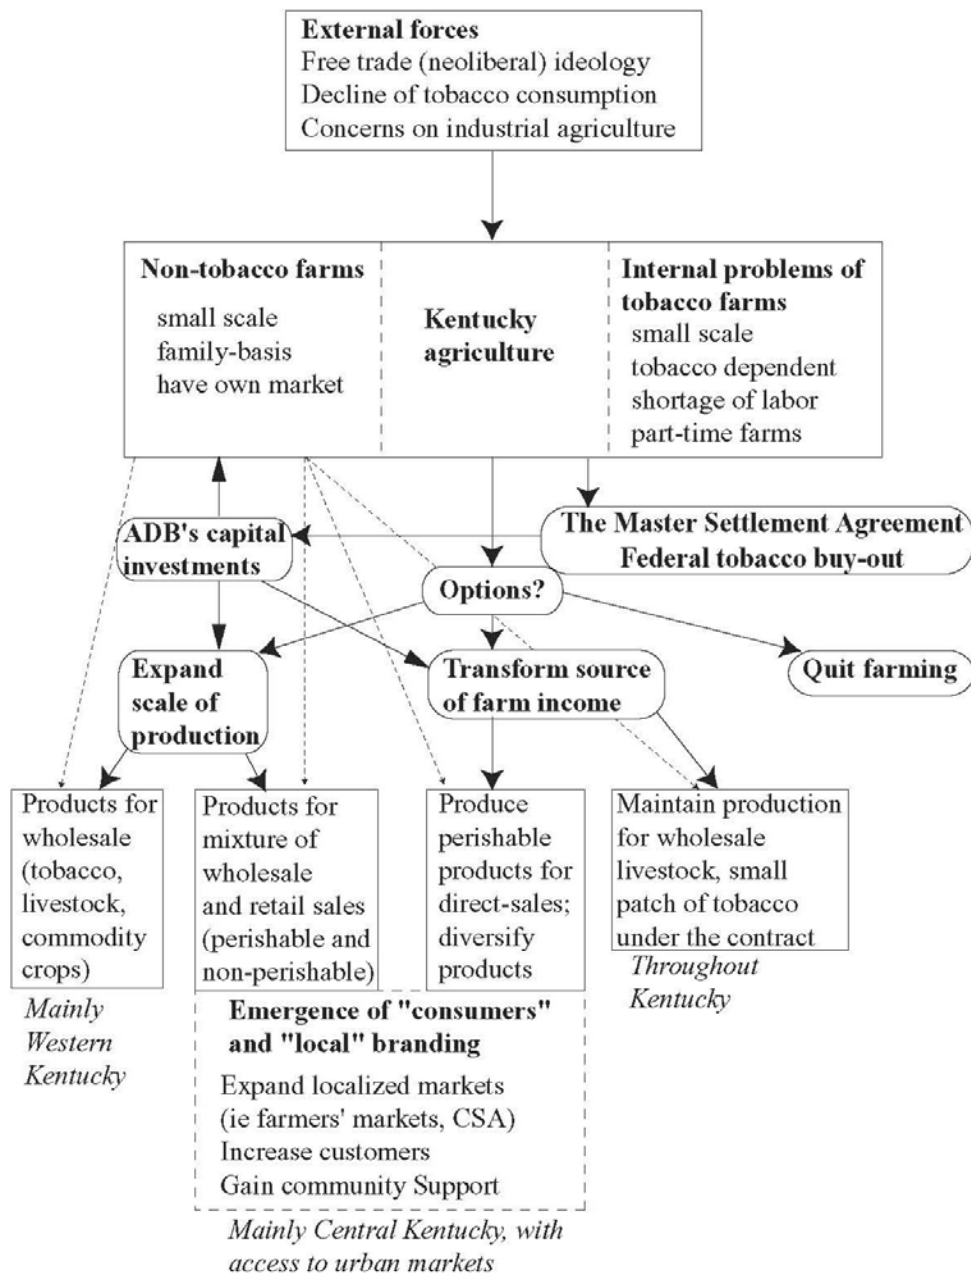 External forces
Free trade (neoliberal) ideology
Decline of tobacco consumption
Concerns on industrial agriculture
Non-tobacco farms
small scale
family-basis
have own market
Kentucky
agriculture
Internal problems of
tobacco farms
small scale
tobacco dependent
shortage of labor
part-time farms
ADB's capital
investments
The Master Settlement Agreement
Federal tobacco buy-out
Options?
Expand
scale of
production
Transform source
of farm income
Quit farming
Products for
wholesale
(tobacco,
livestock,
commodity
crops)
Mainly
Western
Kentucky
Products for
mixture of
wholesale
and retail sales
(perishable and
non-perishable)
Produce
perishable
products for
direct-sales;
diversify
products
Maintain production
for wholesale
livestock, small
patch of tobacco
under the contract
Throughout
Kentucky
Emergence of "consumers"
and "local" branding
Expand localized markets
(ie farmers' markets, CSA)
Increase customers
Gain community Support
Mainly Central Kentucky, with
access to urban markets